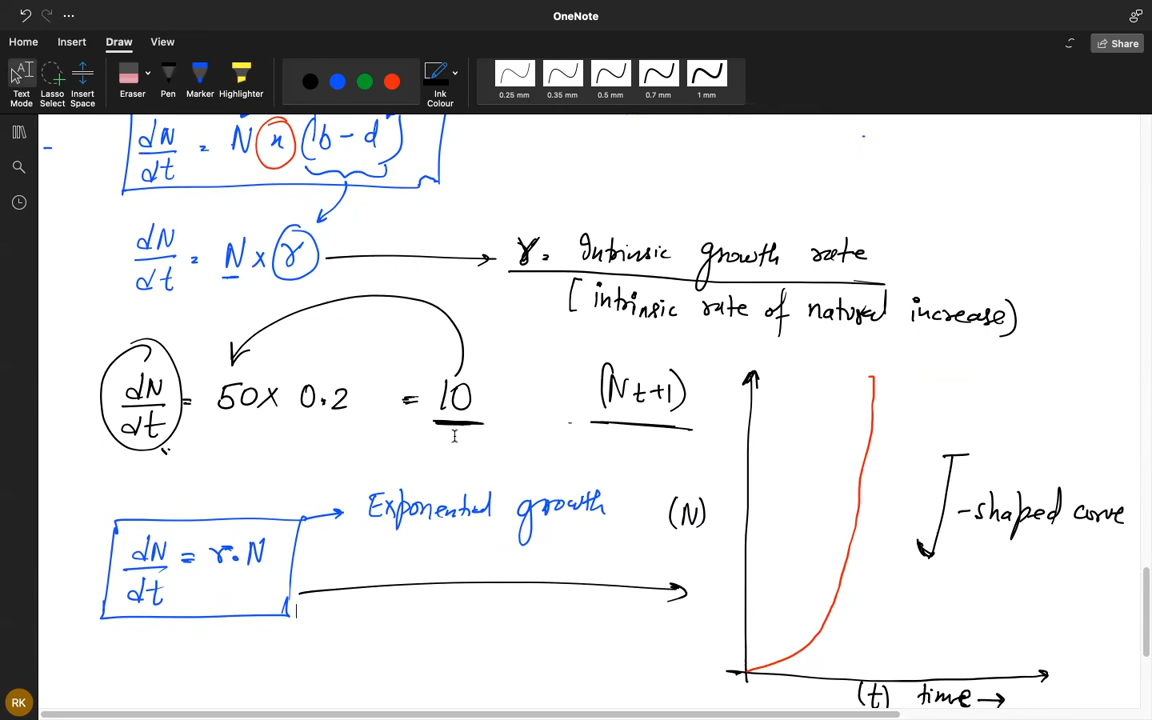 OneNote
Home Insert Draw View
Share
Text Mode
Lasso Select
Insert Space
Eraser
Pen
Marker
Highlighter
Ink Colour
0.25 mm
0.35 mm
0.5 mm
0.7 mm
1 mm
dN/dt = N x (b - d)
dN/dt = N x r
r = Intrinsic growth rate
[intrinsic rate of natural increase)
dN/dt = 50 x 0.2 = 10
(Nt+1)
Exponential growth
(N)
J-shaped curve
dN/dt = r.N
(t) time →
RK